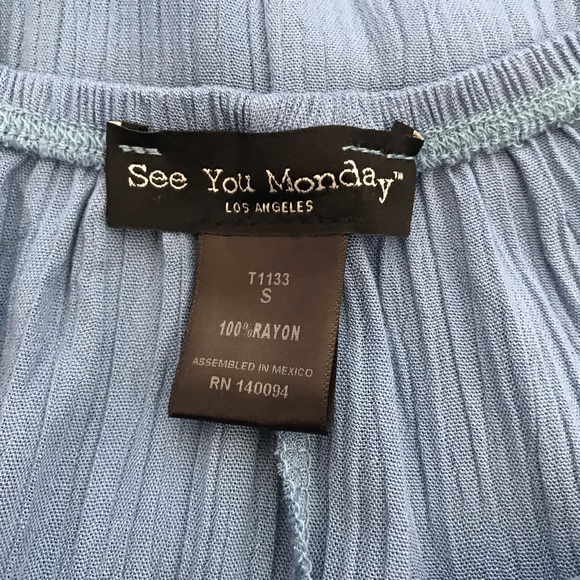 See You Monday™
LOS ANGELES
T1133
S
100%RAYON
ASSEMBLED IN MEXICO
RN 140094